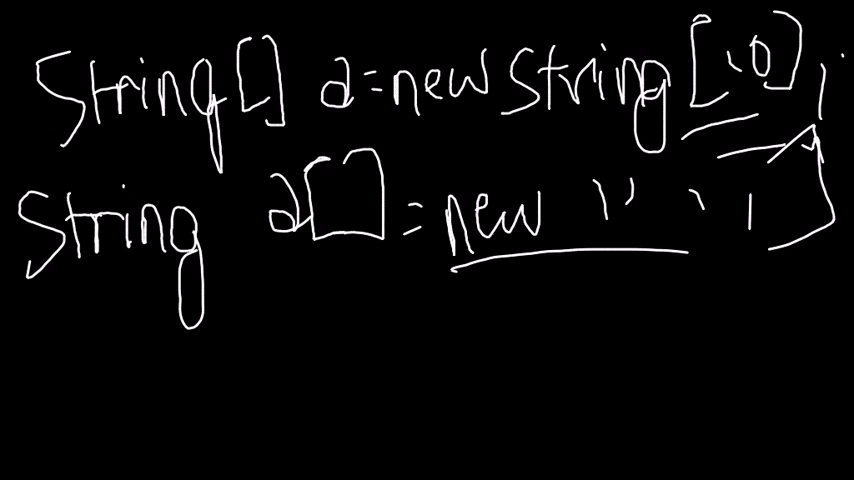 String[] a=new String[10];
String a[]=new " " "